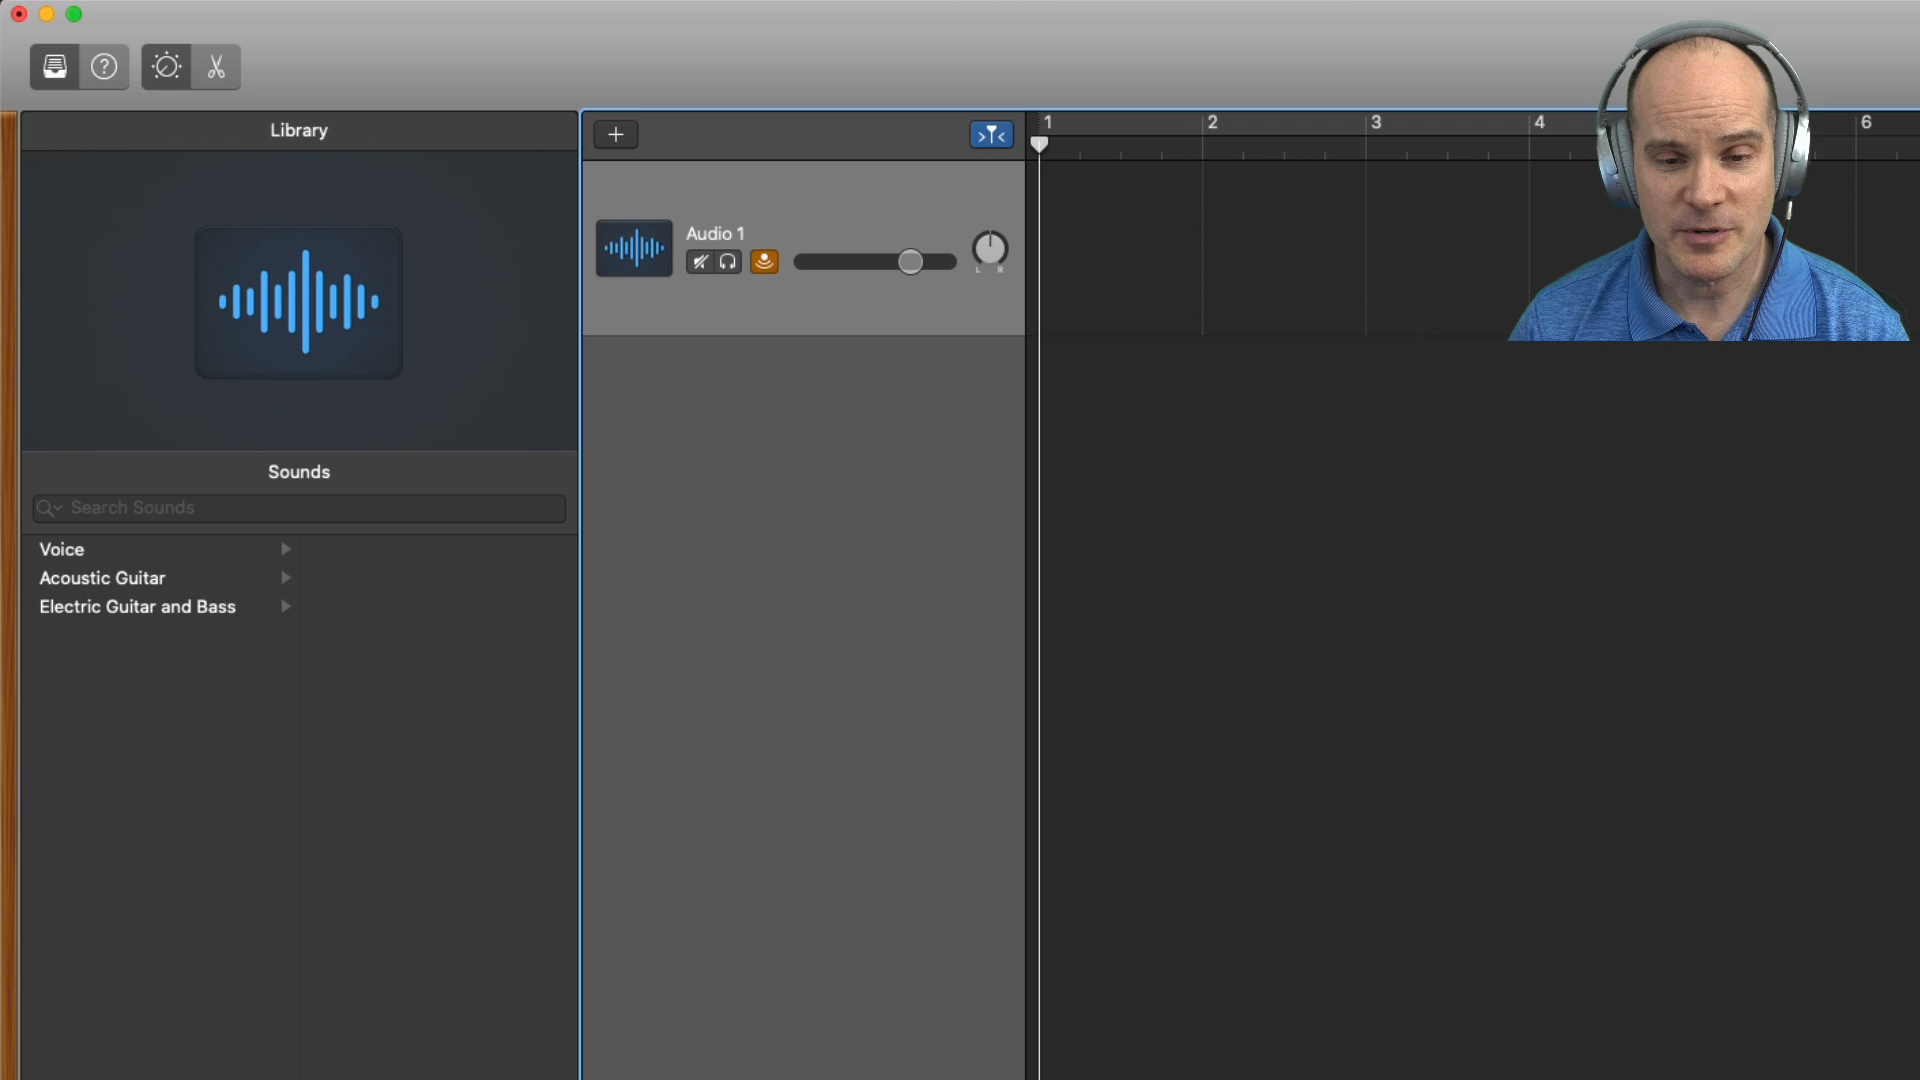 Library
1 2 3 4 6
Audio 1
L R
Sounds
Search Sounds
Voice
Acoustic Guitar
Electric Guitar and Bass